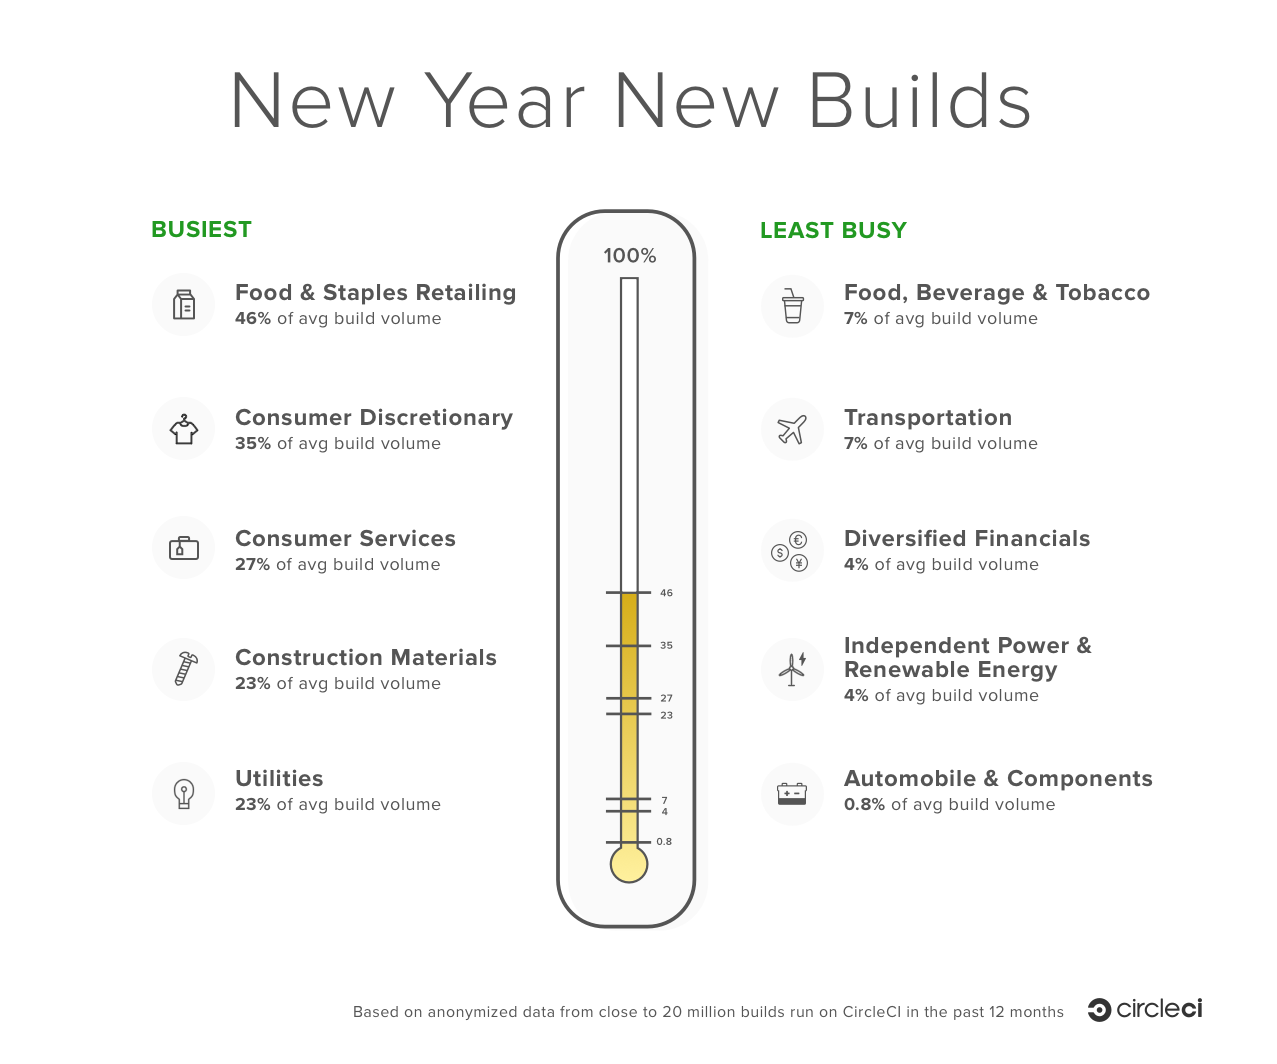 New Year New Builds
BUSIEST
Food & Staples Retailing
46% of avg build volume
Consumer Discretionary
35% of avg build volume
Consumer Services
27% of avg build volume
Construction Materials
23% of avg build volume
Utilities
23% of avg build volume
100%
46
35
27
23
7
4
0.8
LEAST BUSY
Food, Beverage & Tobacco
7% of avg build volume
Transportation
7% of avg build volume
$
€
¥
Diversified Financials
4% of avg build volume
Independent Power &
Renewable Energy
4% of avg build volume
Automobile & Components
0.8% of avg build volume
Based on anonymized data from close to 20 million builds run on CircleCI in the past 12 months
circleci